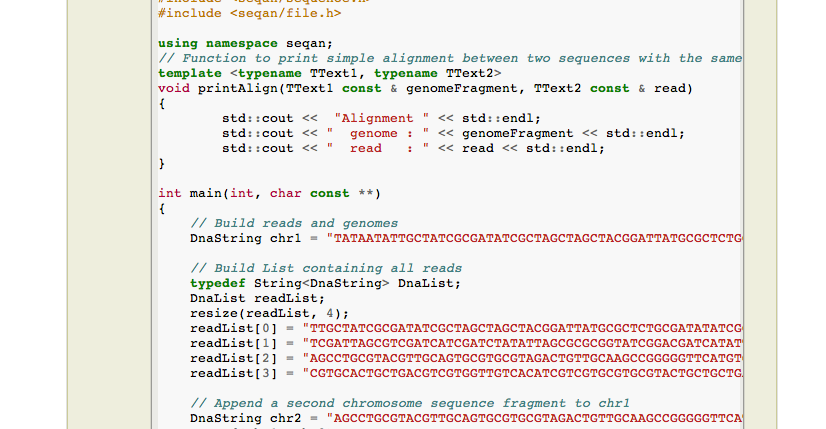 #include <seqan/sequence.h>
#include <seqan/file.h>
using namespace seqan;
// Function to print simple alignment between two sequences with the same
template <typename TText1, typename TText2>
void printAlign(TText1 const & genomeFragment, TText2 const & read)
{
std::cout <<  "Alignment " << std::endl;
std::cout << "  genome : " << genomeFragment << std::endl;
std::cout << "  read   : " << read << std::endl;
}
int main(int, char const **)
{
// Build reads and genomes
DnaString chr1 = "TATAATATTGCTATCGCGATATCGCTAGCTAGCTACGGATTATGCGCTCTG
// Build List containing all reads
typedef String<DnaString> DnaList;
DnaList readList;
resize(readList, 4);
readList[0] = "TTGCTATCGCGATATCGCTAGCTAGCTACGGATTATGCGCTCTGCGATATATCG
readList[1] = "TCGATTAGCGTCGATCATCGATCTATATTAGCGCGCGGTATCGGACGATCATAT
readList[2] = "AGCCTGCGTACGTTGCAGTGCGTGCGTAGACTGTTGCAAGCCGGGGGTTCATGT
readList[3] = "CGTGCACTGCTGACGTCGTGGTTGTCACATCGTCGTGCGTGCGTACTGCTGCTG
// Append a second chromosome sequence fragment to chr1
DnaString chr2 = "AGCCTGCGTACGTTGCAGTGCGTGCGTAGACTGTTGCAAGCCGGGGGTTCA